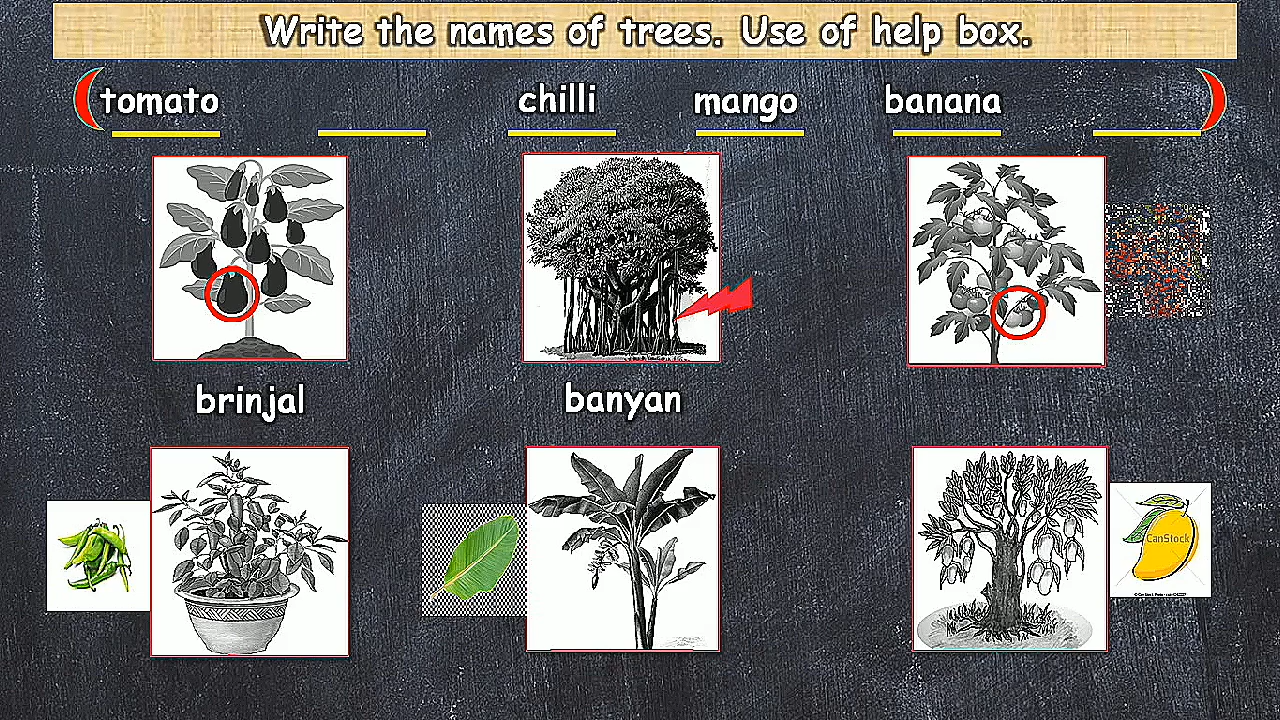 Write the names of trees. Use of help box.
( tomato chilli mango banana )
brinjal banyan
CanStock